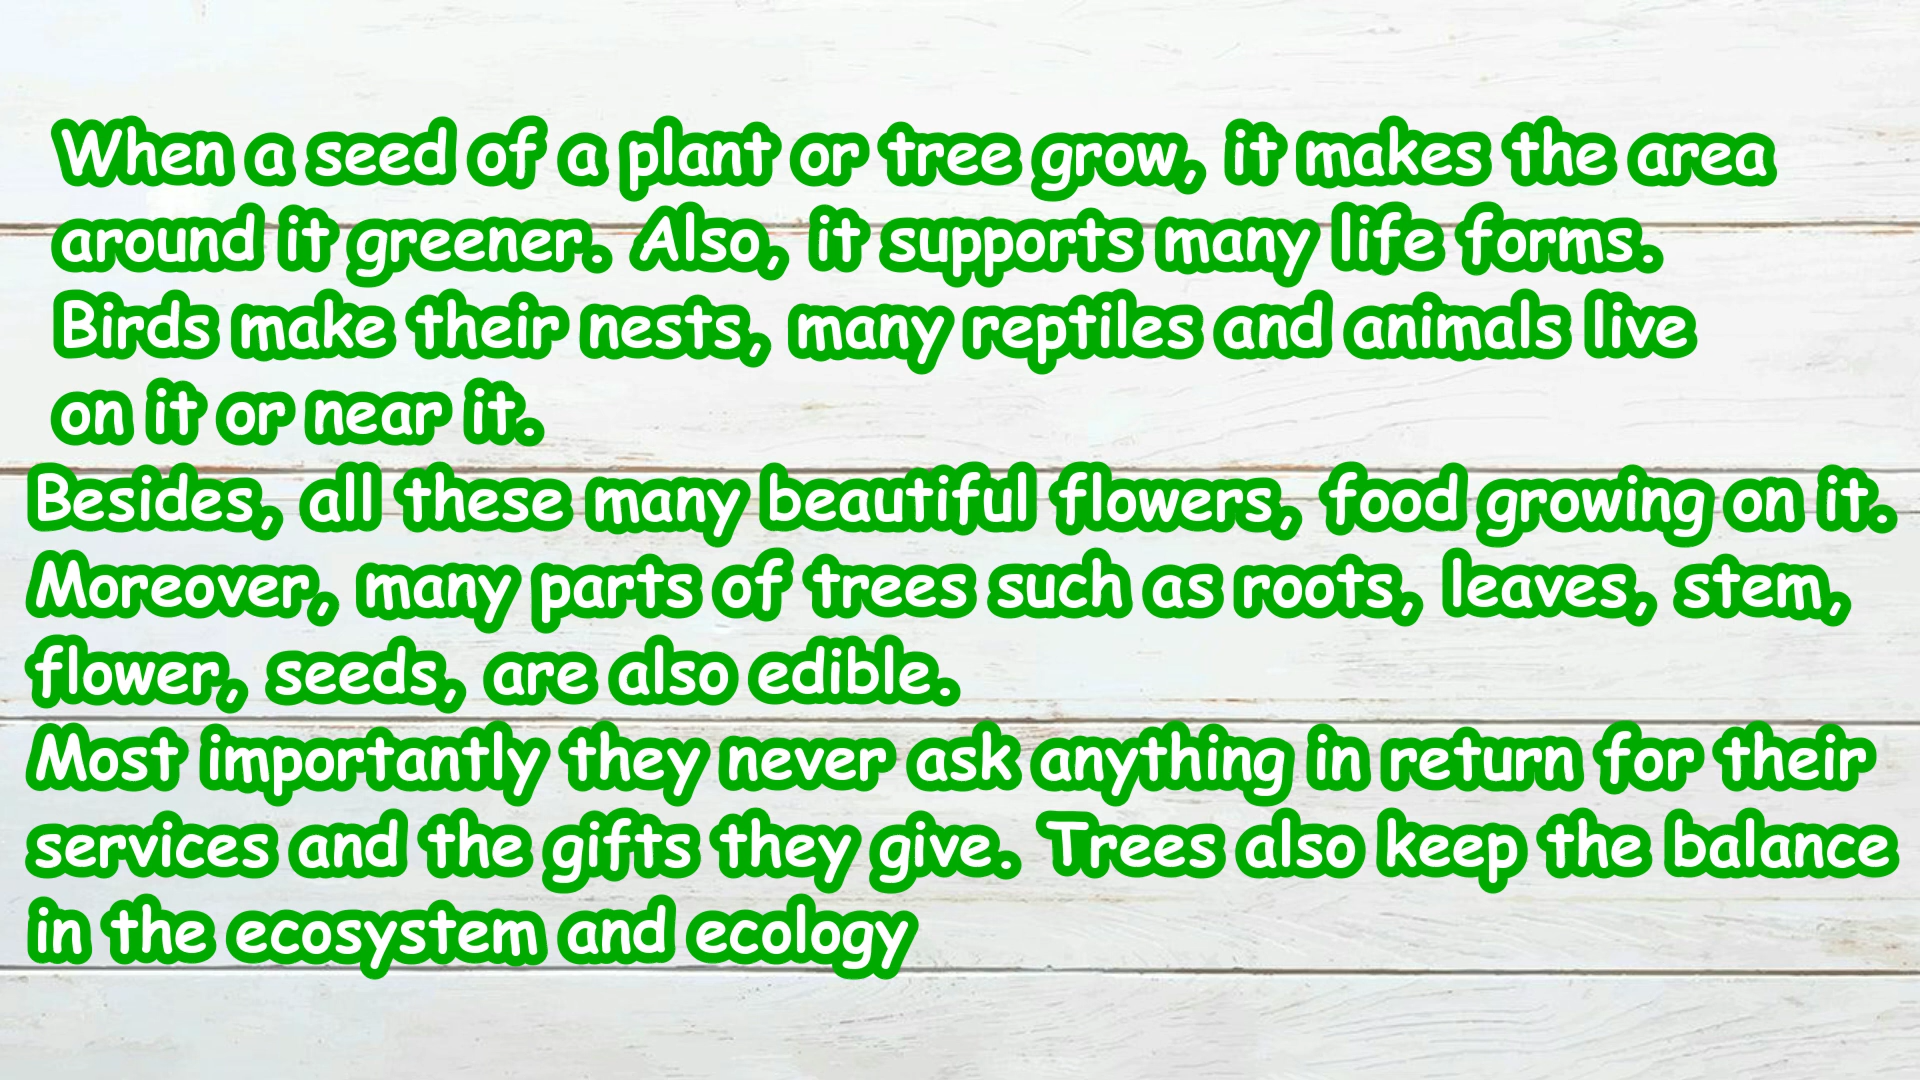 When a seed of a plant or tree grow, it makes the area
around it greener. Also, it supports many life forms.
Birds make their nests, many reptiles and animals live
on it or near it.
Besides, all these many beautiful flowers, food growing on it.
Moreover, many parts of trees such as roots, leaves, stem,
flower, seeds, are also edible.
Most importantly they never ask anything in return for their
services and the gifts they give. Trees also keep the balance
in the ecosystem and ecology